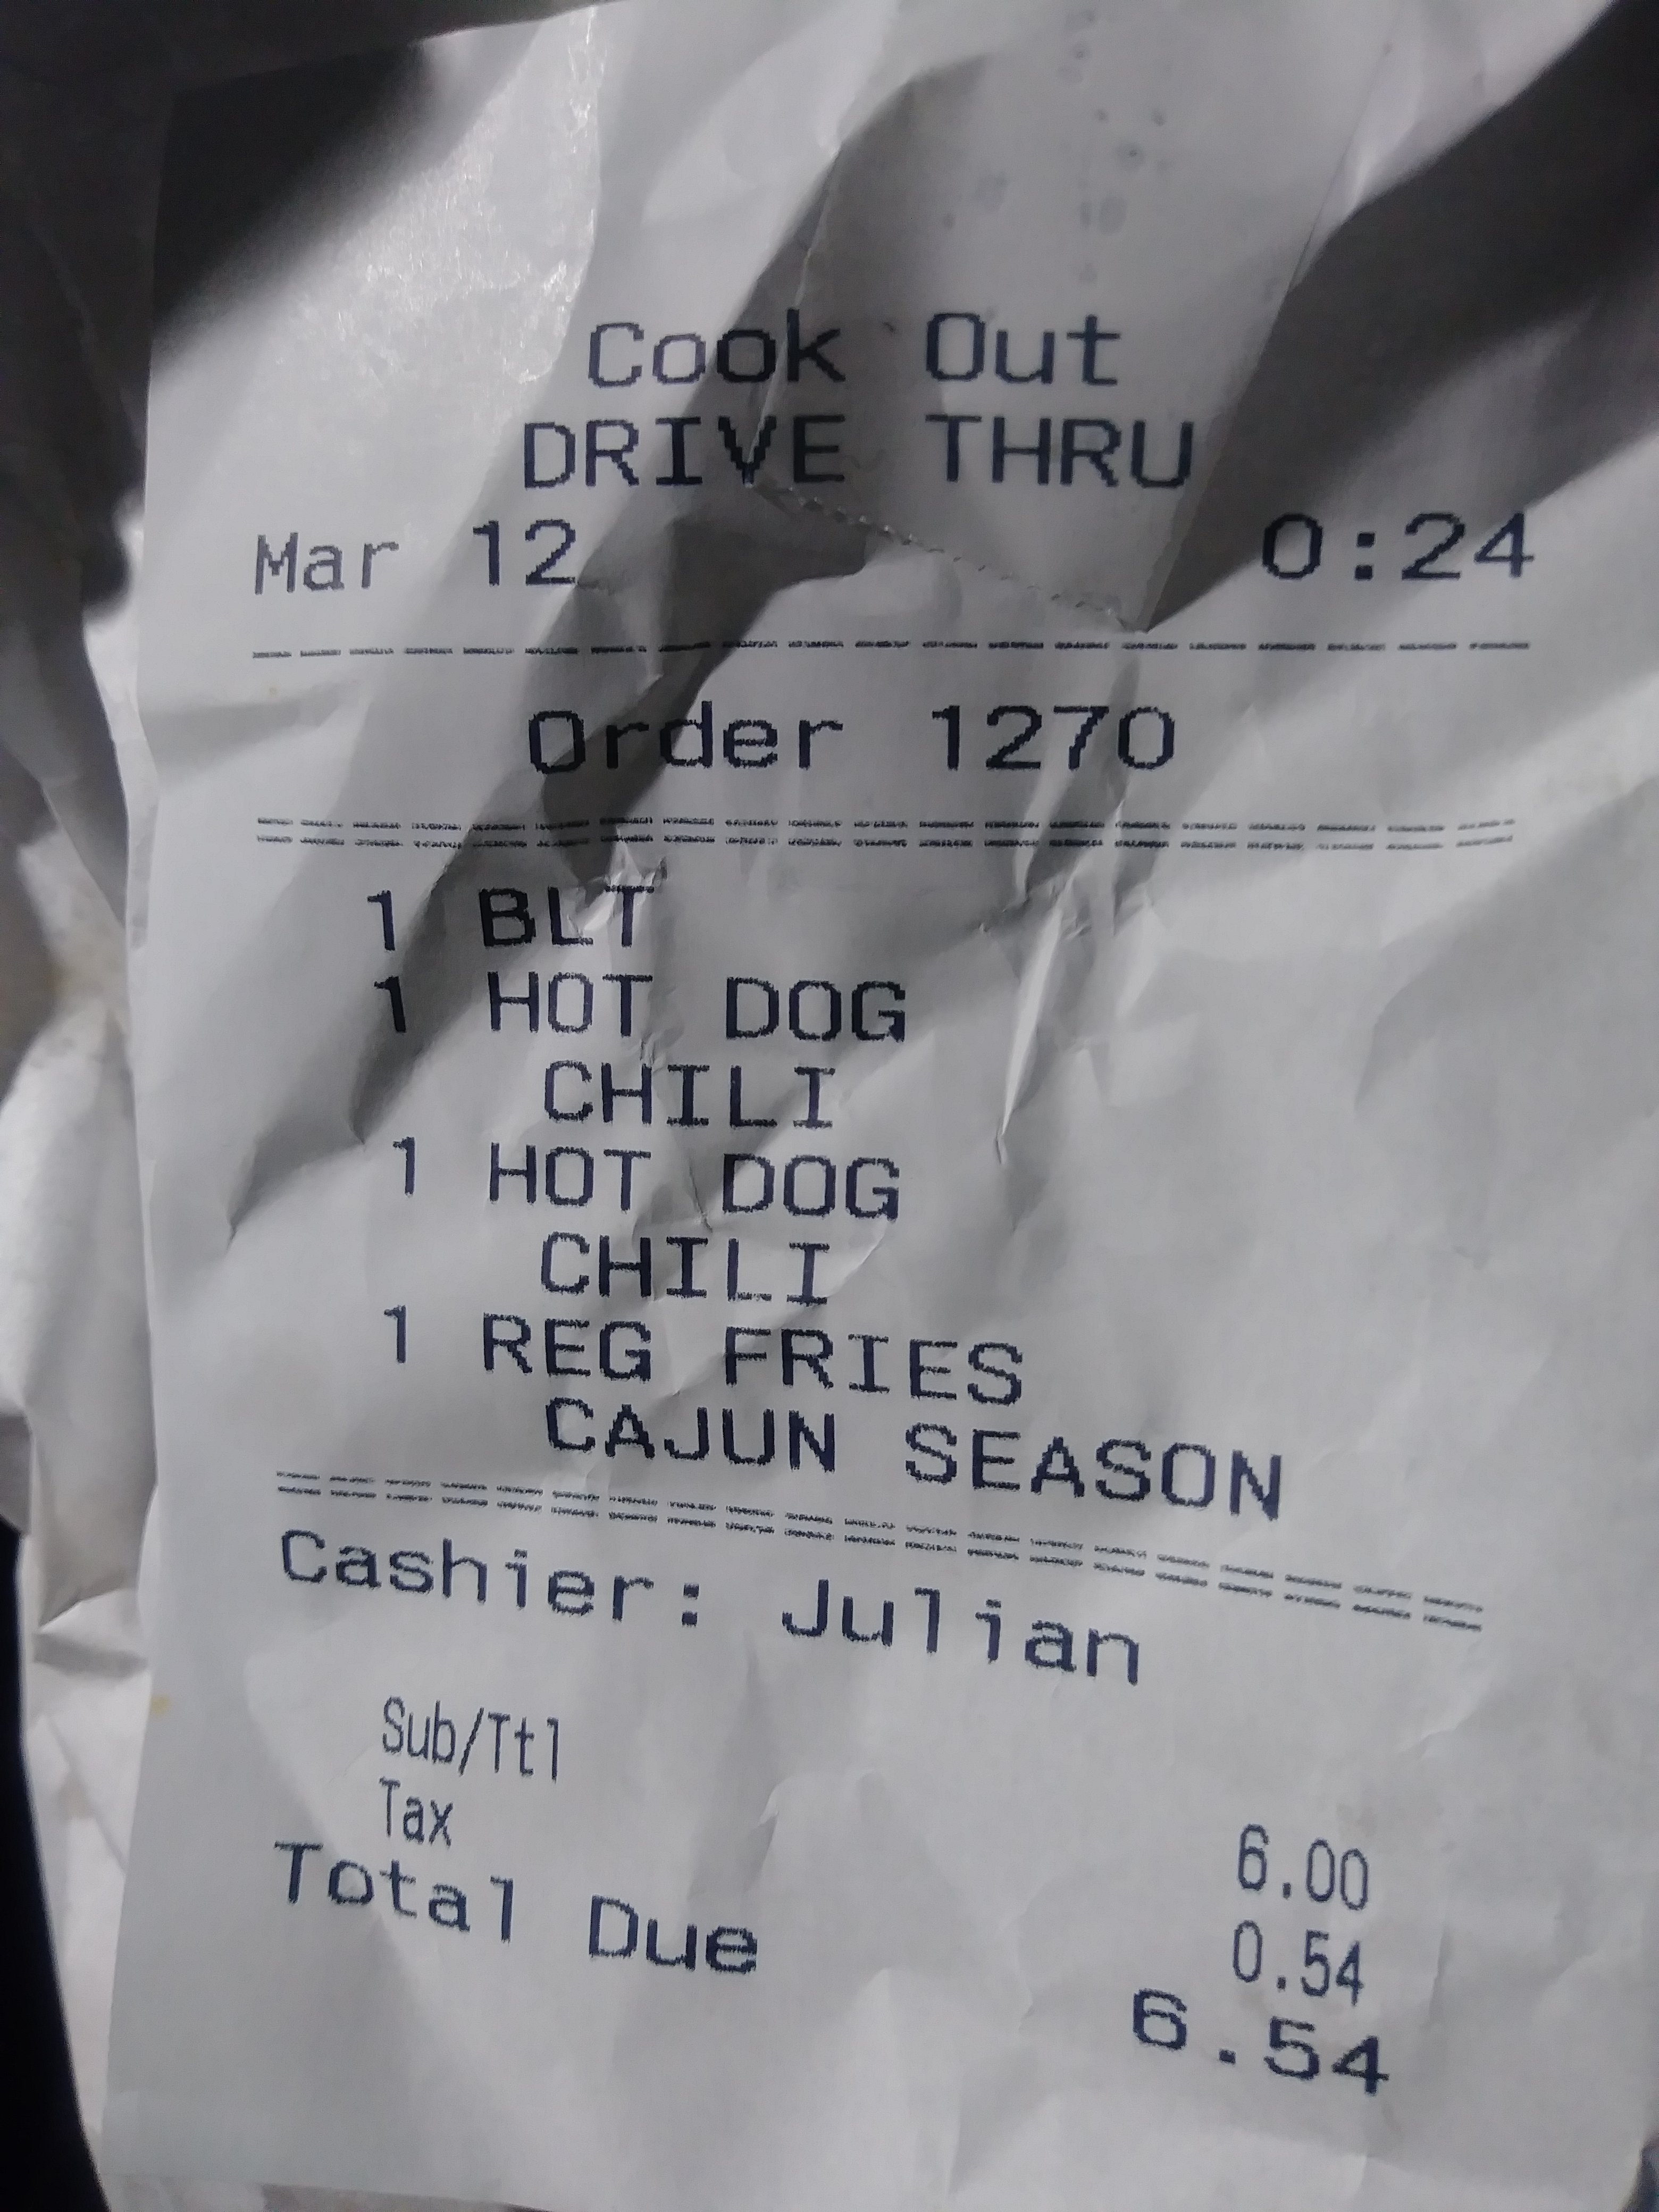 Cook Out
DRIVE THRU
Mar 12 0:24
Order 1270
1 BLT
1 HOT DOG
CHILI
1 HOT DOG
CHILI
1 REG FRIES
CAJUN SEASON
Cashier: Julian
Sub/Ttl 6.00
Tax 0.54
Total Due 6.54